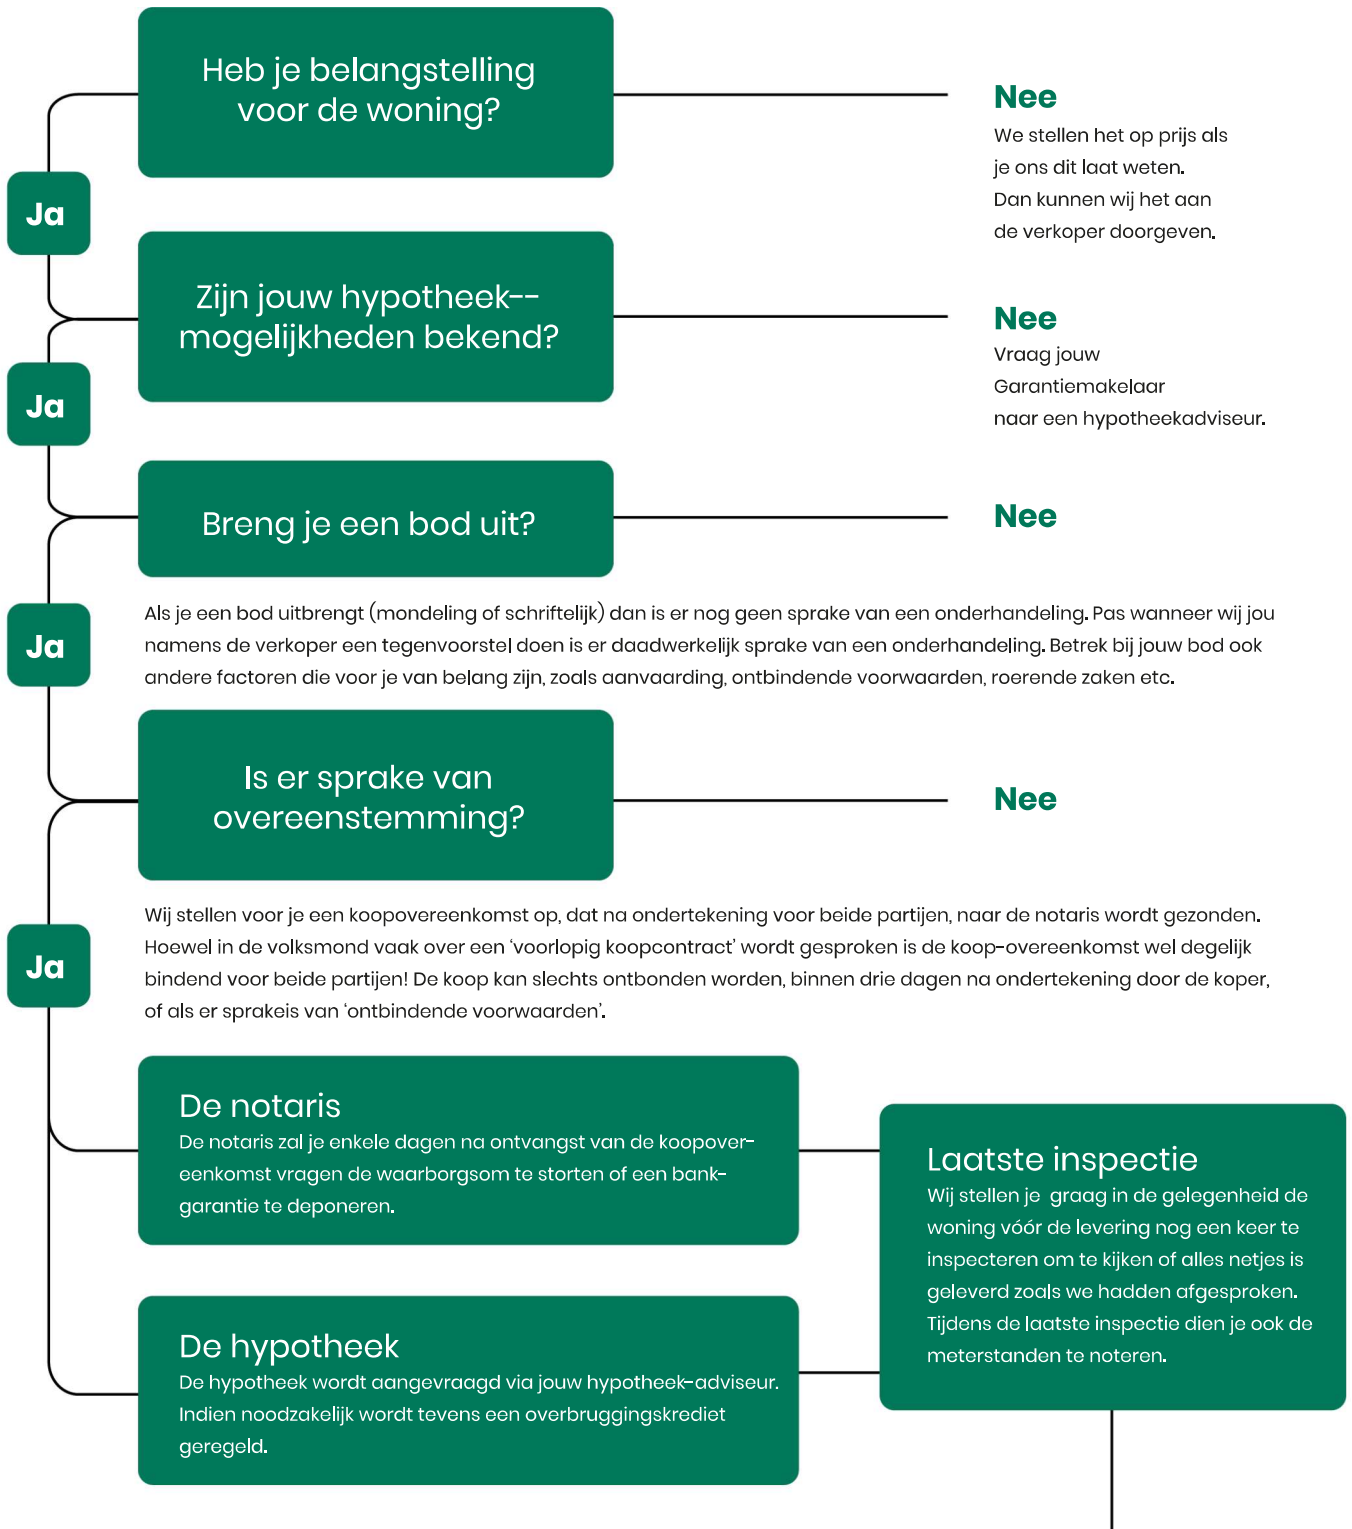 Heb je belangstelling
voor de woning?
Nee
We stellen het op prijs als
je ons dit laat weten.
Dan kunnen wij het aan
de verkoper doorgeven.
Ja
Zijn jouw hypotheek--
mogelijkheden bekend?
Nee
Vraag jouw
Garantiemakelaar
naar een hypotheekadviseur.
Ja
Breng je een bod uit?
Nee
Ja
Als je een bod uitbrengt (mondeling of schriftelijk) dan is er nog geen sprake van een onderhandeling. Pas wanneer wij jou
namens de verkoper een tegenvoorstel doen is er daadwerkelijk sprake van een onderhandeling. Betrek bij jouw bod ook
andere factoren die voor je van belang zijn, zoals aanvaarding, ontbindende voorwaarden, roerende zaken etc.
Is er sprake van
overeenstemming?
Nee
Ja
Wij stellen voor je een koopovereenkomst op, dat na ondertekening voor beide partijen, naar de notaris wordt gezonden.
Hoewel in de volksmond vaak over een ‘voorlopig koopcontract’ wordt gesproken is de koop-overeenkomst wel degelijk
bindend voor beide partijen! De koop kan slechts ontbonden worden, binnen drie dagen na ondertekening door de koper,
of als er sprakeis van ‘ontbindende voorwaarden’.
De notaris
De notaris zal je enkele dagen na ontvangst van de koopover-
eenkomst vragen de waarborgsom te storten of een bank-
garantie te deponeren.
Laatste inspectie
Wij stellen je graag in de gelegenheid de
woning vóór de levering nog een keer te
inspecteren om te kijken of alles netjes is
geleverd zoals we hadden afgesproken.
Tijdens de laatste inspectie dien je ook de
meterstanden te noteren.
De hypotheek
De hypotheek wordt aangevraagd via jouw hypotheek-adviseur.
Indien noodzakelijk wordt tevens een overbruggingskrediet
geregeld.